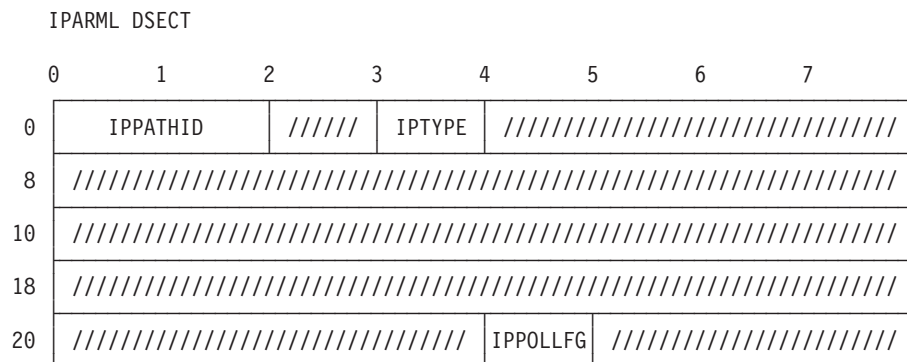 IPARML DSECT
0 1 2 3 4 5 6 7
0 IPPATHID ////// IPTYPE /////////////////////////////////
8 /////////////////////////////////////////////////////////////////////
10 /////////////////////////////////////////////////////////////////////
18 /////////////////////////////////////////////////////////////////////
20 ///////////////////////////////// IPPOLLFG ////////////////////////